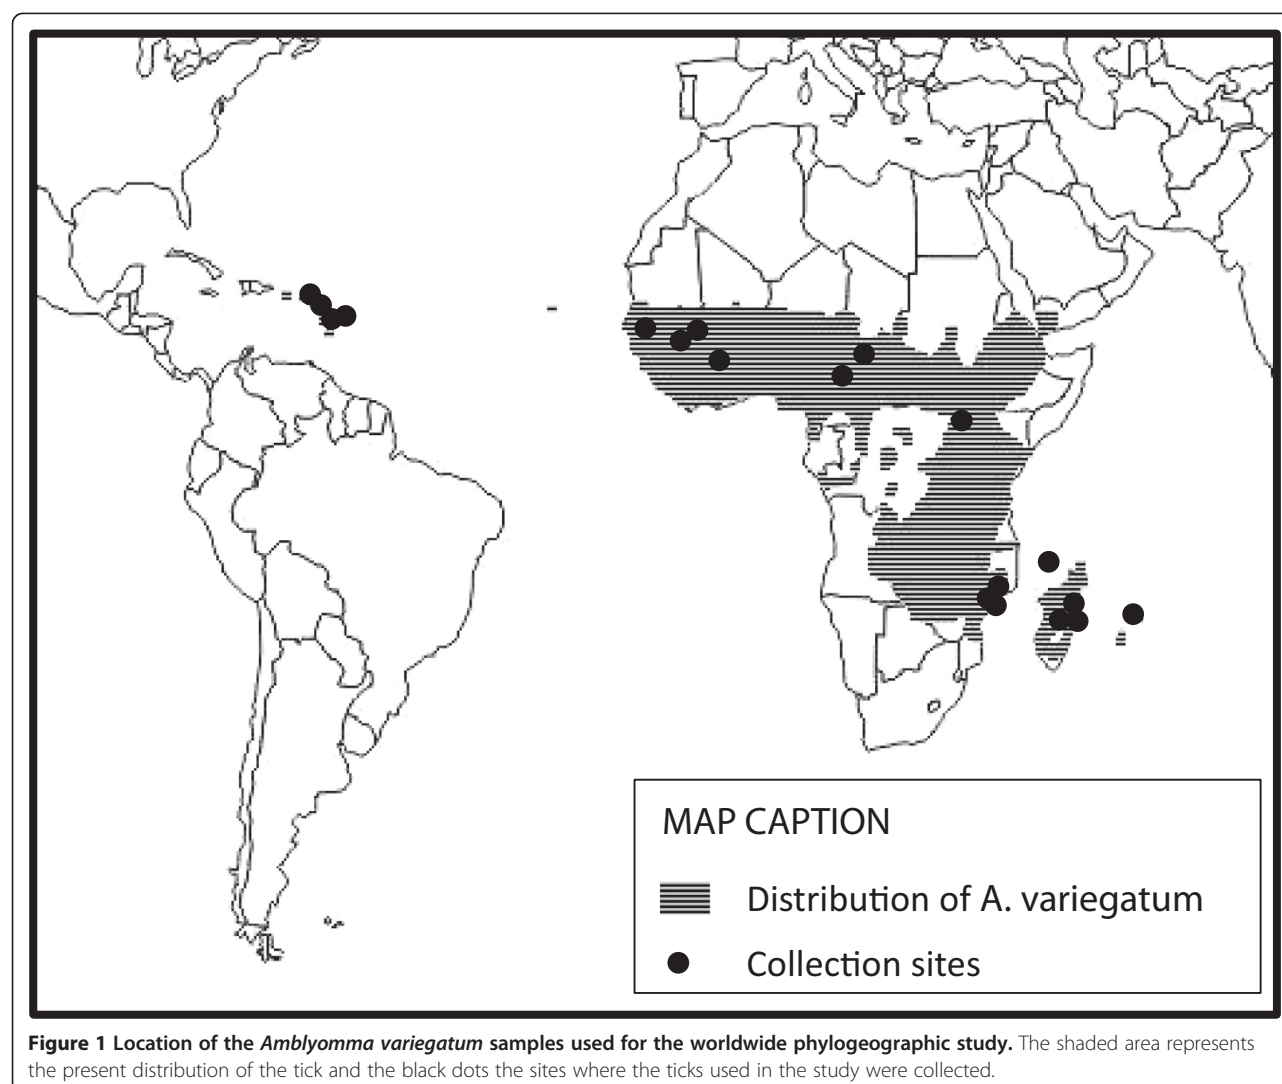 MAP CAPTION
Distribution of A. variegatum
Collection sites
Figure 1 Location of the Amblyomma variegatum samples used for the worldwide phylogeographic study. The shaded area represents
the present distribution of the tick and the black dots the sites where the ticks used in the study were collected.